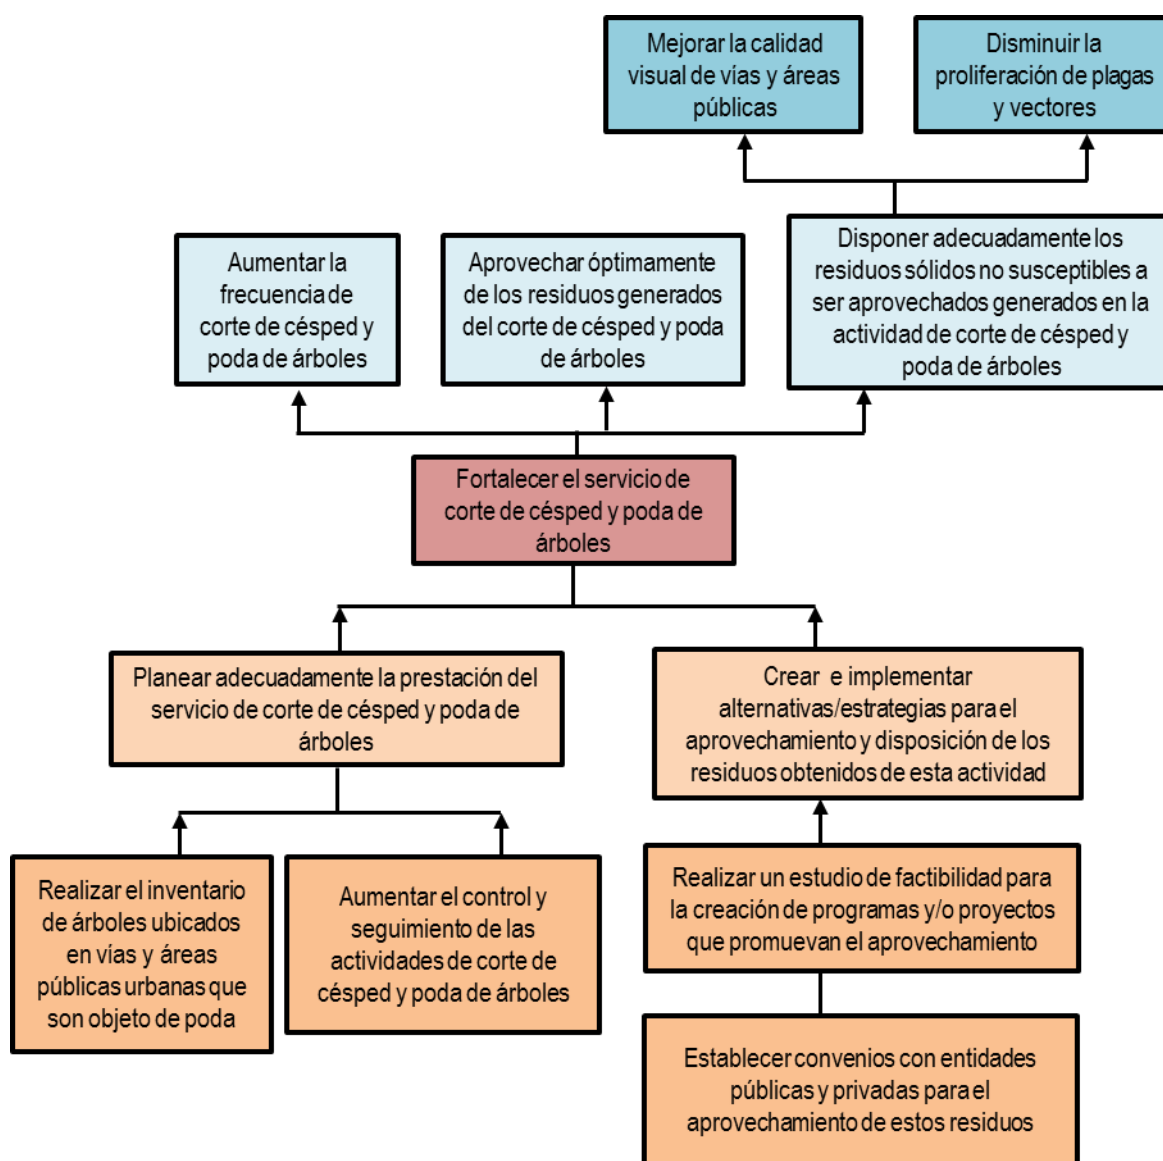 Mejorar la calidad
visual de vías y áreas
públicas
Disminuir la
proliferación de plagas
y vectores
Aumentar la
frecuencia de
corte de césped y
poda de árboles
Aprovechar óptimamente
de los residuos generados
del corte de césped y poda
de árboles
Disponer adecuadamente los
residuos sólidos no susceptibles a
ser aprovechados generados en la
actividad de corte de césped y
poda de árboles
Fortalecer el servicio de
corte de césped y poda de
árboles
Planear adecuadamente la prestación del
servicio de corte de césped y poda de
árboles
Crear e implementar
alternativas/estrategias para el
aprovechamiento y disposición de los
residuos obtenidos de esta actividad
Realizar el inventario
de árboles ubicados
en vías y áreas
públicas urbanas que
son objeto de poda
Aumentar el control y
seguimiento de las
actividades de corte de
césped y poda de árboles
Realizar un estudio de factibilidad para
la creación de programas y/o proyectos
que promuevan el aprovechamiento
Establecer convenios con entidades
públicas y privadas para el
aprovechamiento de estos residuos